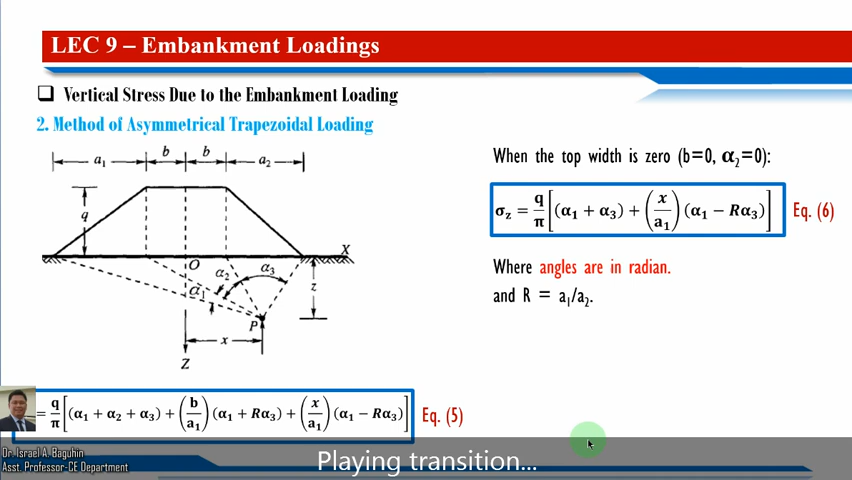 LEC 9 – Embankment Loadings
❑ Vertical Stress Due to the Embankment Loading
2. Method of Asymmetrical Trapezoidal Loading
a₁ b b a₂
q
O
X
α₁ α₂ α₃
z
P
x
Z
When the top width is zero (b=0, α₂=0):
σz = q/π [(α₁ + α₃) + (x/a₁)(α₁ − Rα₃)] Eq. (6)
Where angles are in radian.
and R = a₁/a₂.
= q/π [(α₁ + α₂ + α₃) + (b/a₁)(α₁ + Rα₃) + (x/a₁)(α₁ − Rα₃)] Eq. (5)
Dr. Israel A. Baguhin
Asst. Professor-CE Department
Playing transition...